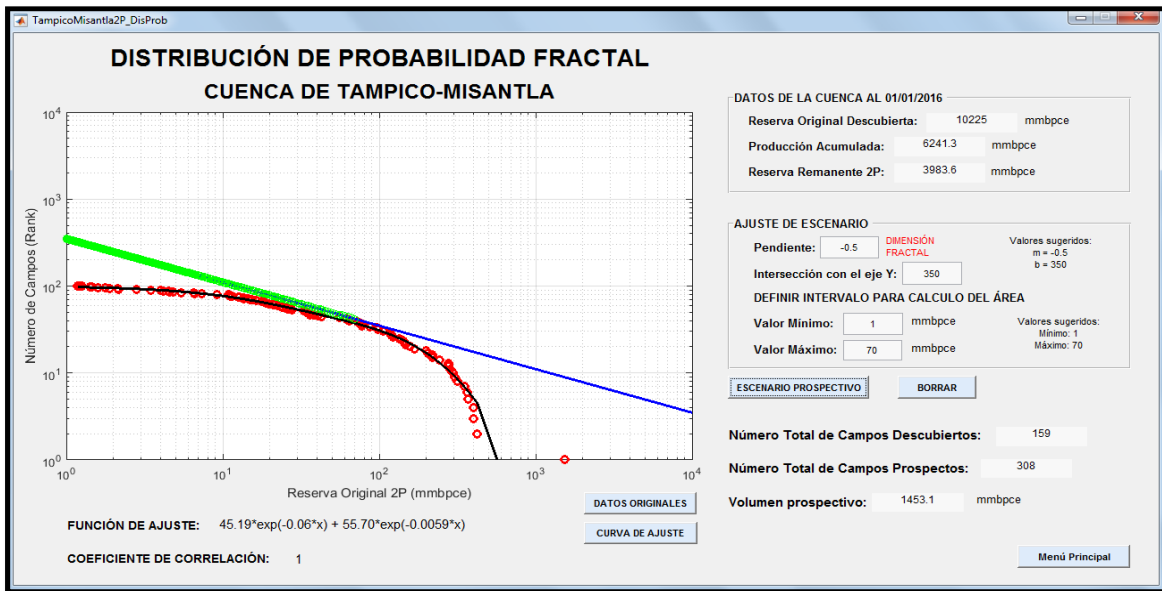 TampicoMisantla2P_DisProb
DISTRIBUCIÓN DE PROBABILIDAD FRACTAL
CUENCA DE TAMPICO-MISANTLA
10^4
10^3
10^2
10^1
10^0
Número de Campos (Rank)
10^0 10^1 10^2 10^3 10^4
Reserva Original 2P (mmbpce)
FUNCIÓN DE AJUSTE: 45.19*exp(-0.06*x) + 55.70*exp(-0.0059*x)
COEFICIENTE DE CORRELACIÓN: 1
DATOS ORIGINALES
CURVA DE AJUSTE
DATOS DE LA CUENCA AL 01/01/2016
Reserva Original Descubierta: 10225 mmbpce
Producción Acumulada: 6241.3 mmbpce
Reserva Remanente 2P: 3983.6 mmbpce
AJUSTE DE ESCENARIO
Pendiente: -0.5 DIMENSIÓN
FRACTAL
Valores sugeridos:
m = -0.5
b = 350
Intersección con el eje Y: 350
DEFINIR INTERVALO PARA CALCULO DEL ÁREA
Valor Mínimo: 1 mmbpce
Valor Máximo: 70 mmbpce
Valores sugeridos:
Mínimo: 1
Máximo: 70
ESCENARIO PROSPECTIVO
BORRAR
Número Total de Campos Descubiertos: 159
Número Total de Campos Prospectos: 308
Volumen prospectivo: 1453.1 mmbpce
Menú Principal